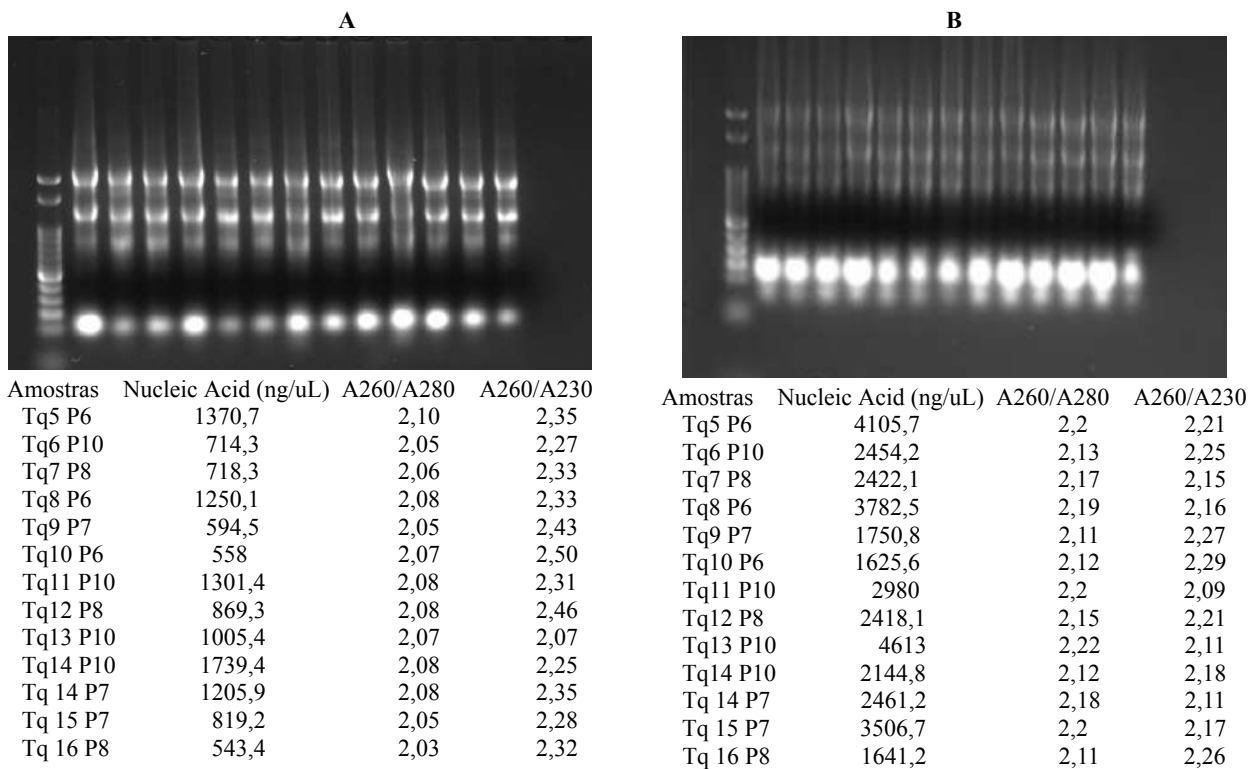 A
Amostras Nucleic Acid (ng/uL) A260/A280 A260/A230
Tq5 P6 1370,7 2,10 2,35
Tq6 P10 714,3 2,05 2,27
Tq7 P8 718,3 2,06 2,33
Tq8 P6 1250,1 2,08 2,33
Tq9 P7 594,5 2,05 2,43
Tq10 P6 558 2,07 2,50
Tq11 P10 1301,4 2,08 2,31
Tq12 P8 869,3 2,08 2,46
Tq13 P10 1005,4 2,07 2,07
Tq14 P10 1739,4 2,08 2,25
Tq 14 P7 1205,9 2,08 2,35
Tq 15 P7 819,2 2,05 2,28
Tq 16 P8 543,4 2,03 2,32
B
Amostras Nucleic Acid (ng/uL) A260/A280 A260/A230
Tq5 P6 4105,7 2,2 2,21
Tq6 P10 2454,2 2,13 2,25
Tq7 P8 2422,1 2,17 2,15
Tq8 P6 3782,5 2,19 2,16
Tq9 P7 1750,8 2,11 2,27
Tq10 P6 1625,6 2,12 2,29
Tq11 P10 2980 2,2 2,09
Tq12 P8 2418,1 2,15 2,21
Tq13 P10 4613 2,22 2,11
Tq14 P10 2144,8 2,12 2,18
Tq 14 P7 2461,2 2,18 2,11
Tq 15 P7 3506,7 2,2 2,17
Tq 16 P8 1641,2 2,11 2,26